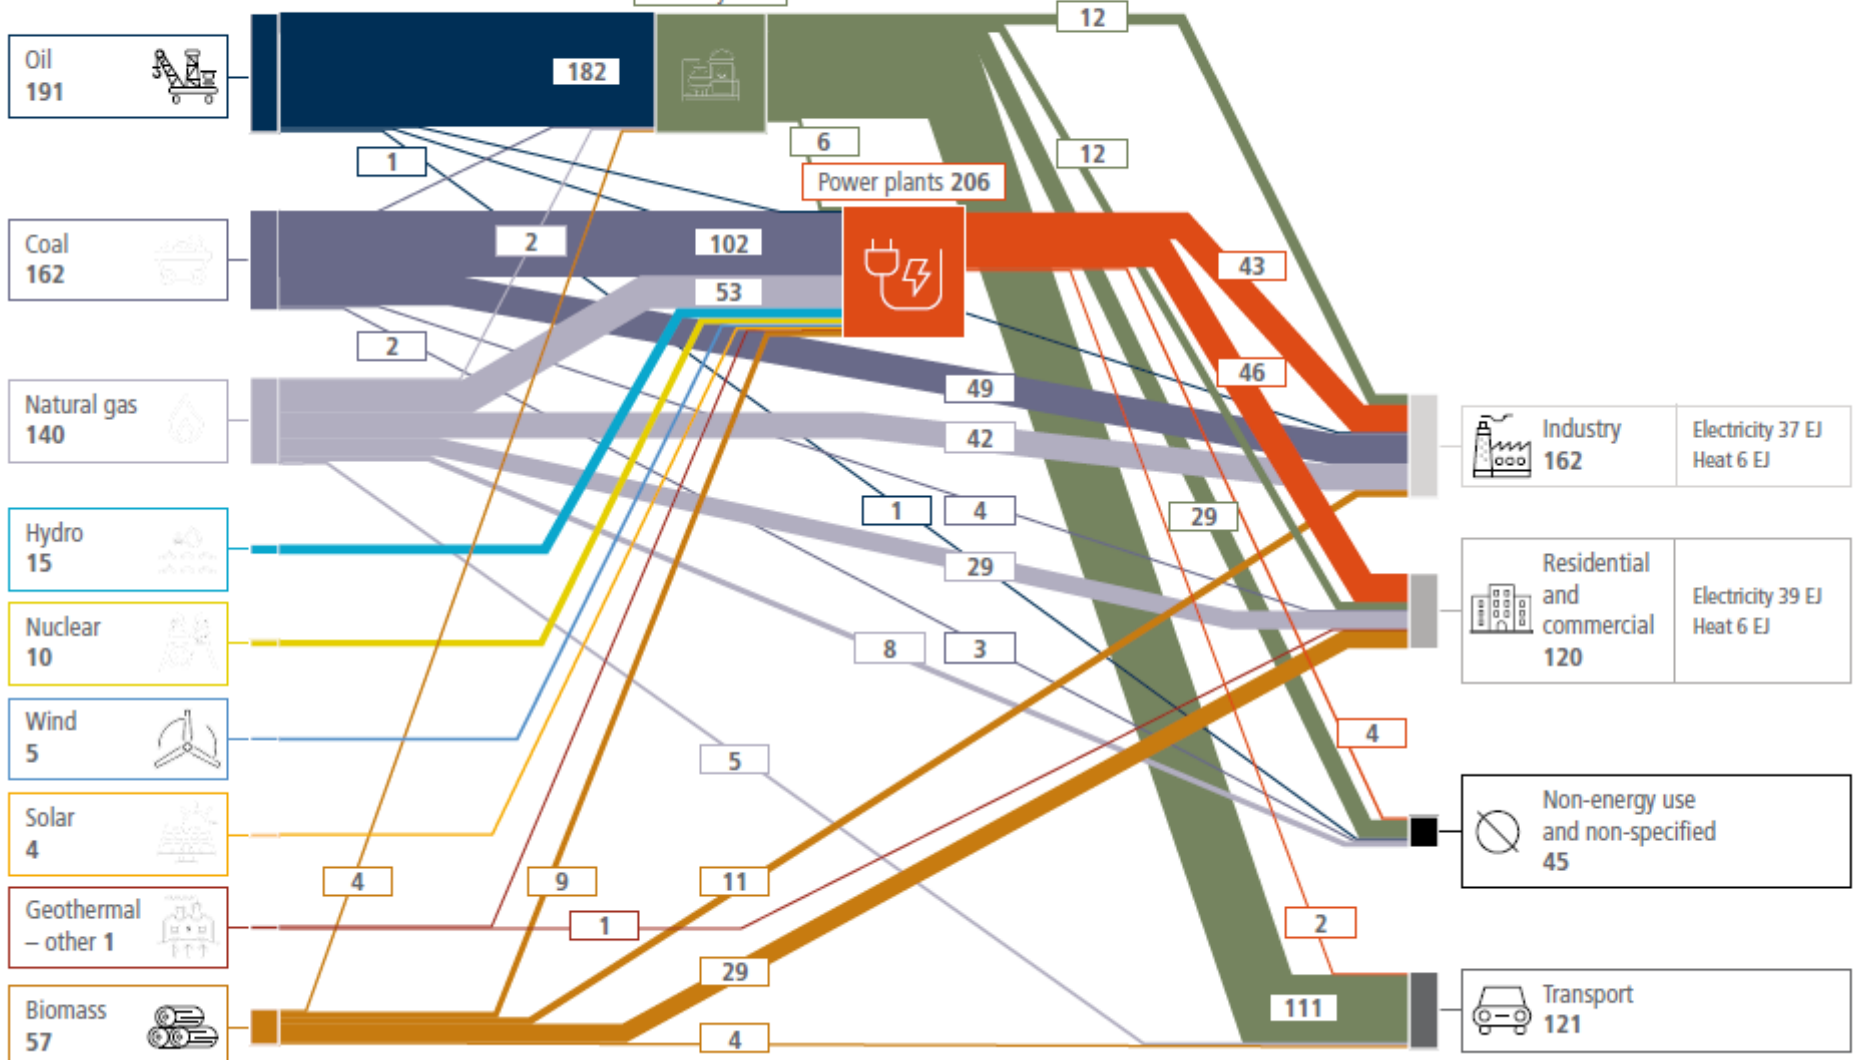 12
Oil
191
182
6
12
1
Power plants 206
Coal
162
2
102
43
53
2
46
49
Natural gas
140
42
Industry
162
Electricity 37 EJ
Heat 6 EJ
1
4
29
Hydro
15
29
Residential
and
commercial
120
Electricity 39 EJ
Heat 6 EJ
Nuclear
10
8
3
Wind
5
4
5
Solar
4
Non-energy use
and non-specified
45
4
9
11
Geothermal
– other 1
1
2
29
Biomass
57
111
4
Transport
121